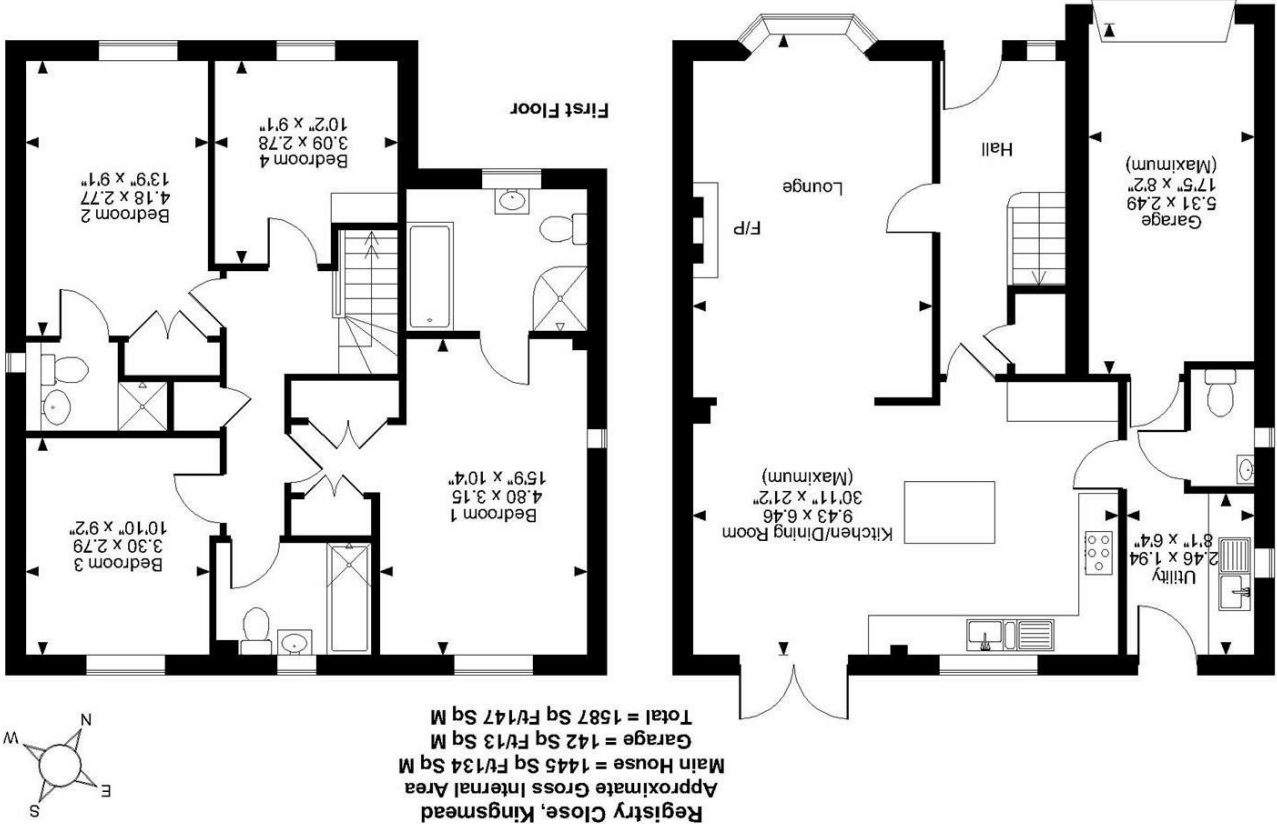 Registry Close, Kingsmead
Approximate Gross Internal Area
Main House = 1445 Sq Ft/134 Sq M
Garage = 142 Sq Ft/13 Sq M
Total = 1587 Sq Ft/147 Sq M
S
E
W
N
Utility
2.46 x 1.94
8'1" x 6'4"
Kitchen/Dining Room
9.43 x 6.46
30'11" x 21'2"
(Maximum)
Garage
5.31 x 2.49
17'5" x 8'2"
(Maximum)
Hall
Lounge
F/P
Bedroom 1
4.80 x 3.15
15'9" x 10'4"
Bedroom 3
3.30 x 2.79
10'10" x 9'2"
Bedroom 4
3.09 x 2.78
10'2" x 9'1"
Bedroom 2
4.18 x 2.77
13'9" x 9'1"
First Floor